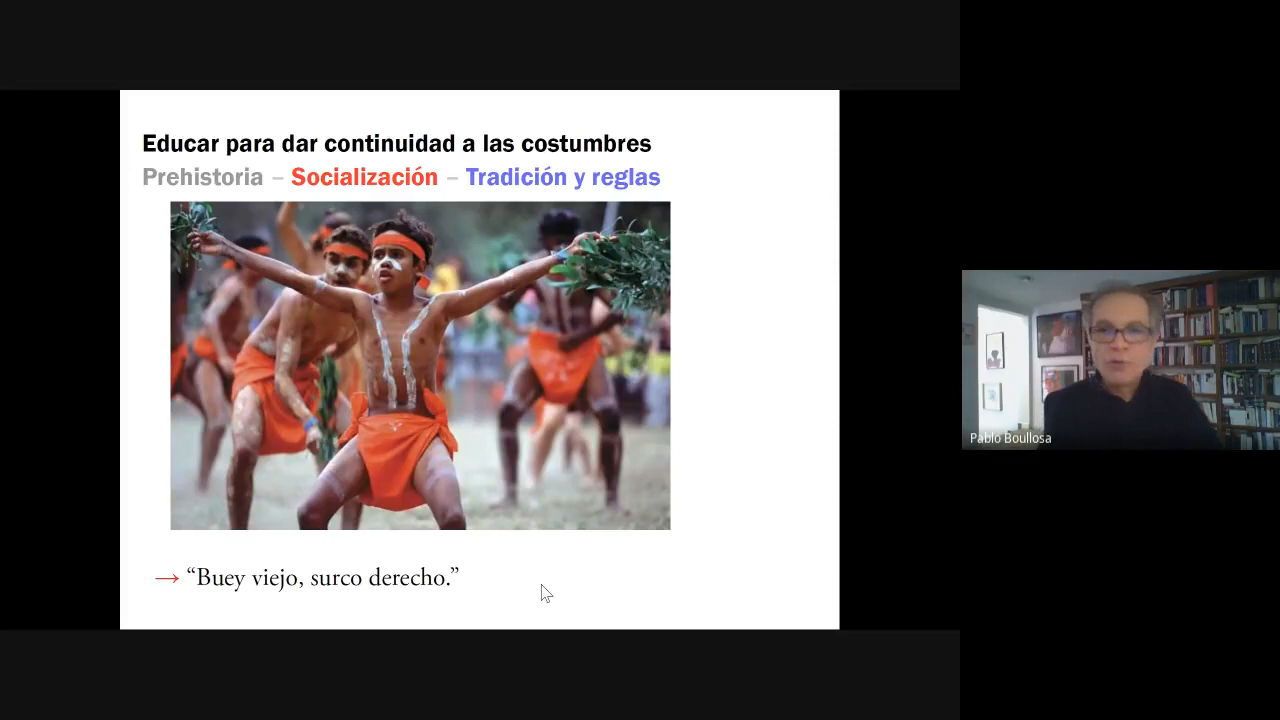 Educar para dar continuidad a las costumbres
Prehistoria – Socialización – Tradición y reglas
→ “Buey viejo, surco derecho.”
Pablo Boullosa